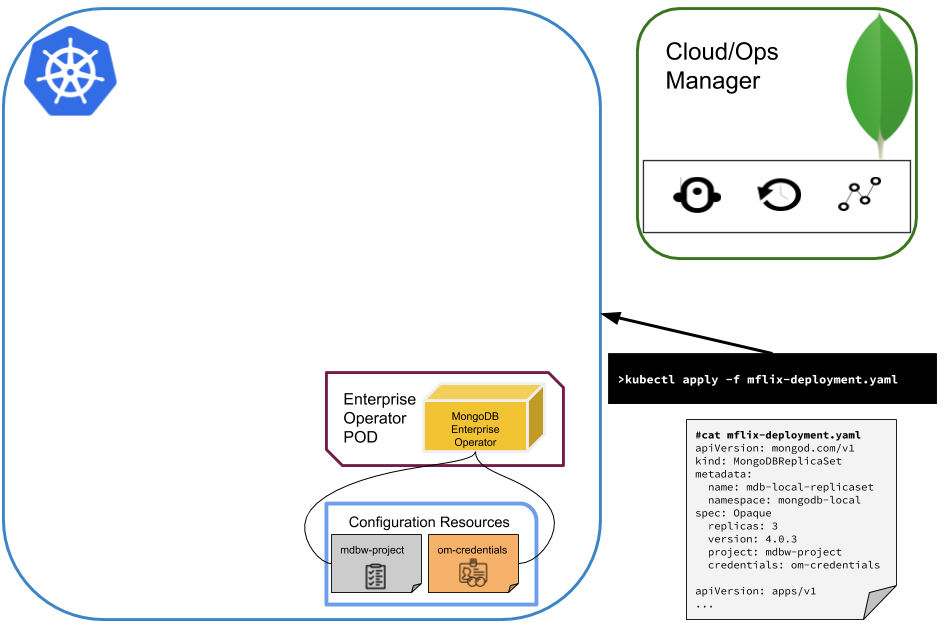 Cloud/Ops
Manager
>kubectl apply -f mflix-deployment.yaml
Enterprise
Operator
POD
MongoDB
Enterprise
Operator
Configuration Resources
mdbw-project
om-credentials
#cat mflix-deployment.yaml
apiVersion: mongod.com/v1
kind: MongoDBReplicaSet
metadata:
  name: mdb-local-replicaset
  namespace: mongodb-local
spec: Opaque
  replicas: 3
  version: 4.0.3
  project: mdbw-project
  credentials: om-credentials

apiVersion: apps/v1
...